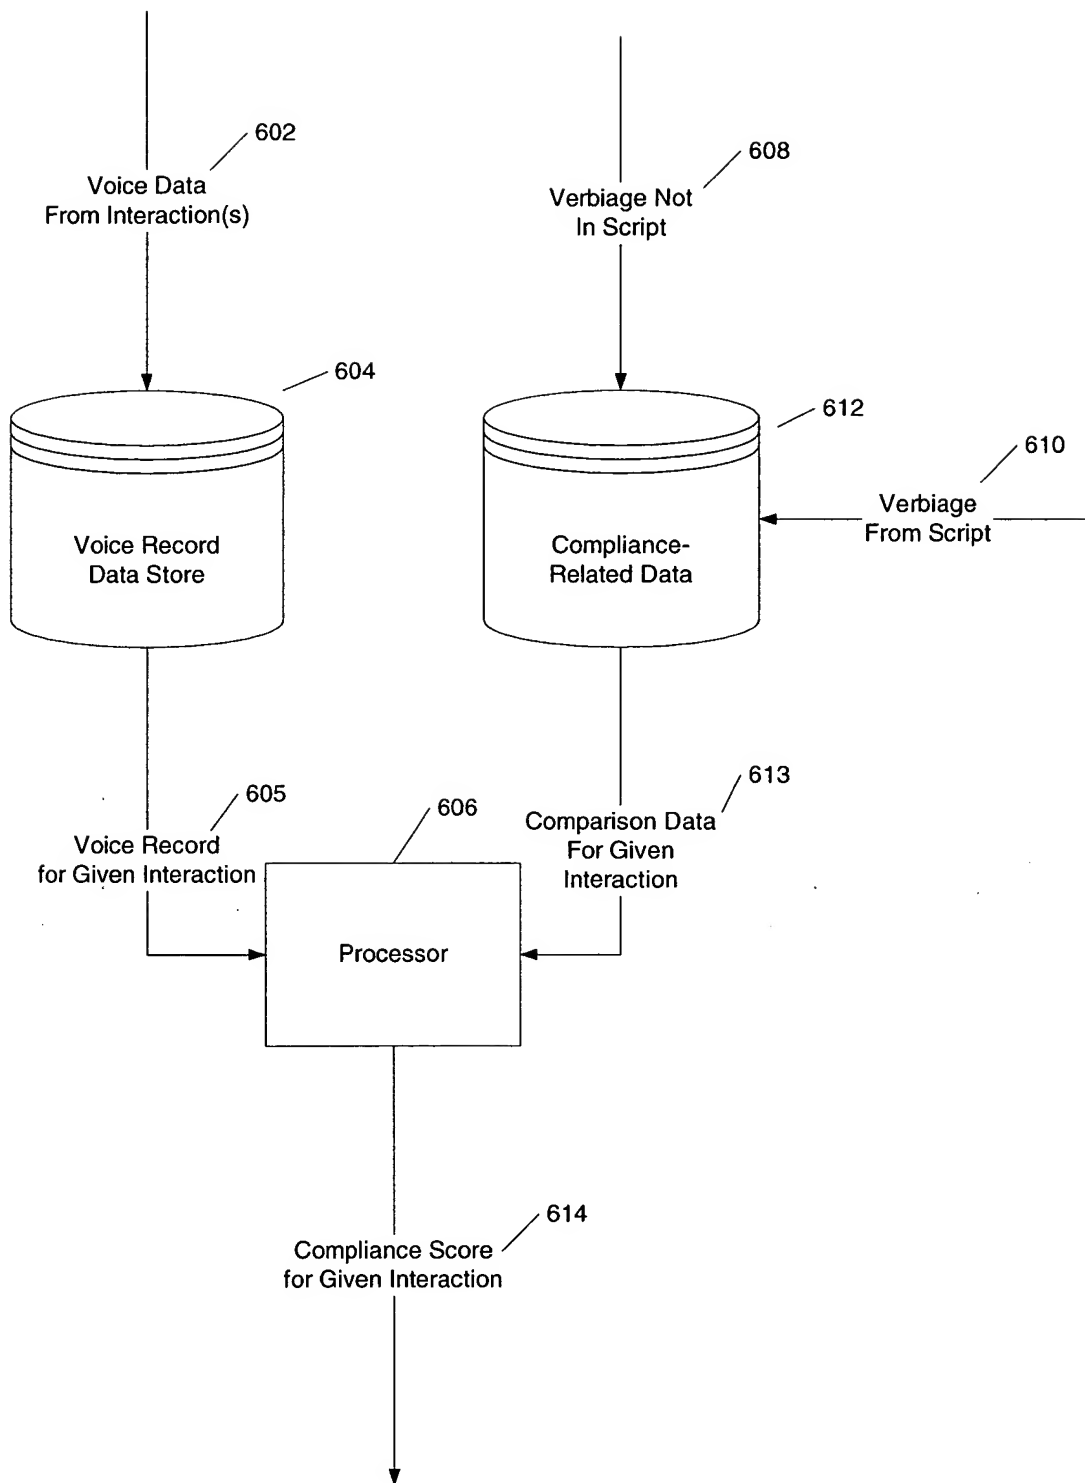 602
Voice Data
From Interaction(s)
608
Verbiage Not
In Script
604
612
610
Verbiage
From Script
Voice Record
Data Store
Compliance-
Related Data
605
Voice Record
for Given Interaction
606
613
Comparison Data
For Given
Interaction
Processor
614
Compliance Score
for Given Interaction